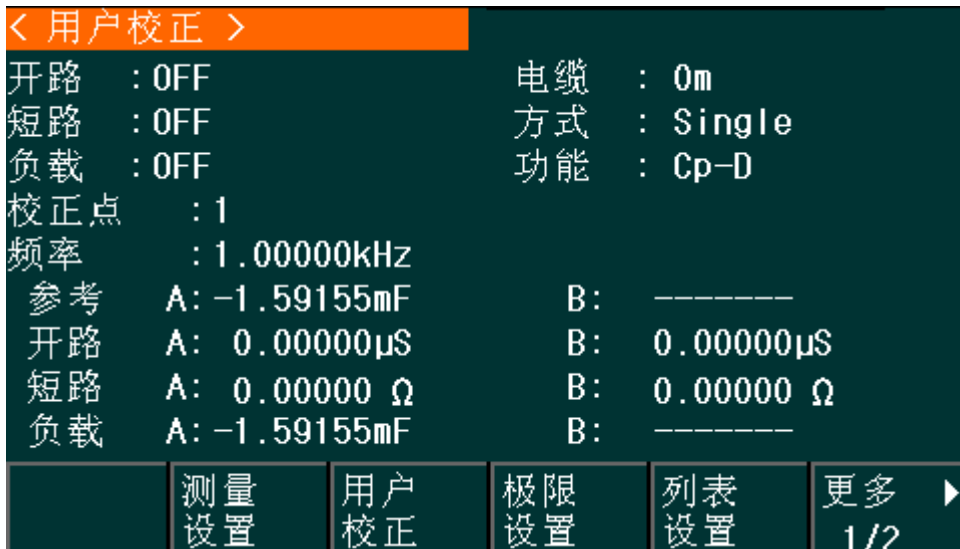 < 用户校正 >
开路 :OFF 电缆 : 0m
短路 :OFF 方式 : Single
负载 :OFF 功能 : Cp-D
校正点 :1
频率 :1.00000kHz
参考 A:-1.59155mF B: -------
开路 A: 0.00000μS B: 0.00000μS
短路 A: 0.00000 Ω B: 0.00000 Ω
负载 A:-1.59155mF B: -------
测量 用户 极限 列表 更多
设置 校正 设置 设置 1/2